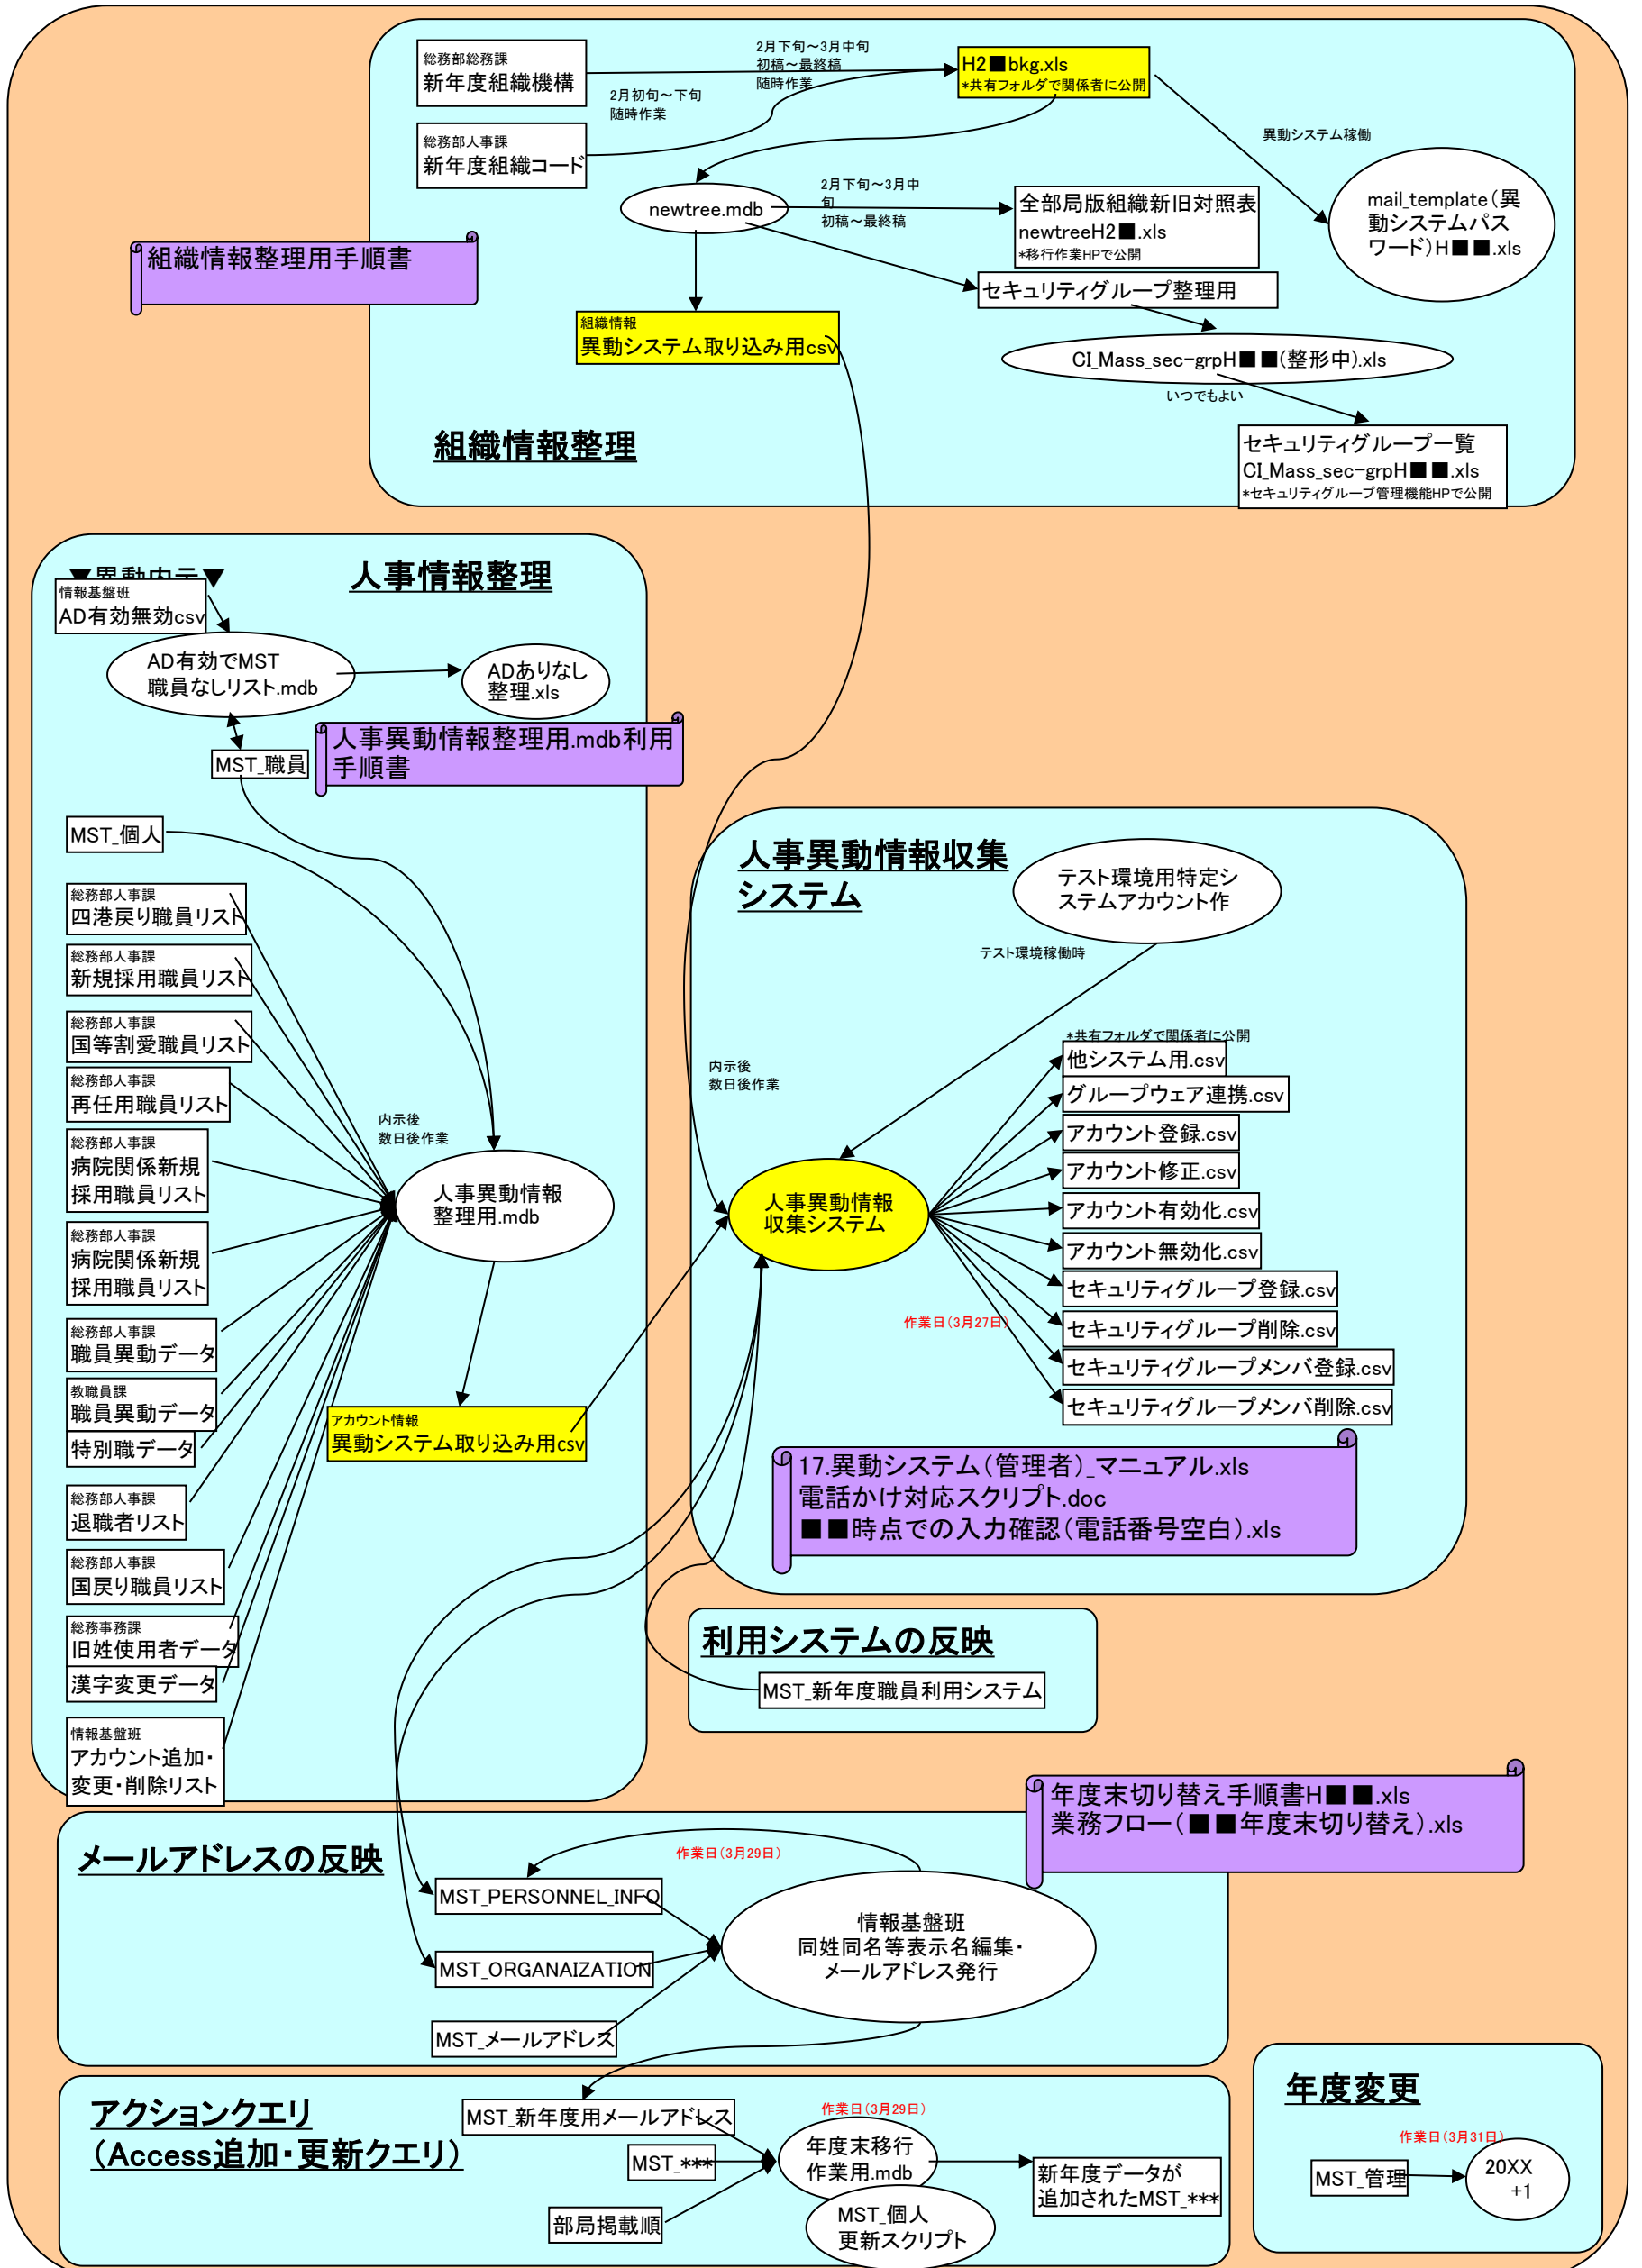 総務部総務課
新年度組織機構
2月下旬～3月中旬
初稿～最終稿
随時作業
2月初旬～下旬
随時作業
H2■bkg.xls
*共有フォルダで関係者に公開
総務部人事課
新年度組織コード
異動システム稼働
newtree.mdb
2月下旬～3月中
旬
初稿～最終稿
全部局版組織新旧対照表
newtreeH2■.xls
*移行作業HPで公開
mail_template（異
動システムパス
ワード）H■■.xls
組織情報整理用手順書
セキュリティグループ整理用
組織情報
異動システム取り込み用csv
CI_Mass_sec-grpH■■(整形中).xls
いつでもよい
組織情報整理
セキュリティグループ一覧
CI_Mass_sec-grpH■■.xls
*セキュリティグループ管理機能HPで公開
人事情報整理
▼異動内示▼
情報基盤班
AD有効無効csv
AD有効でMST
職員なしリスト.mdb
ADありなし
整理.xls
MST_職員
人事異動情報整理用.mdb利用
手順書
MST_個人
総務部人事課
四港戻り職員リスト
総務部人事課
新規採用職員リスト
総務部人事課
国等割愛職員リスト
総務部人事課
再任用職員リスト
総務部人事課
病院関係新規
採用職員リスト
総務部人事課
病院関係新規
採用職員リスト
総務部人事課
職員異動データ
教職員課
職員異動データ
特別職データ
総務部人事課
退職者リスト
総務部人事課
国戻り職員リスト
総務事務課
旧姓使用者データ
漢字変更データ
情報基盤班
アカウント追加・
変更・削除リスト
内示後
数日後作業
人事異動情報
整理用.mdb
アカウント情報
異動システム取り込み用csv
人事異動情報収集
システム
テスト環境用特定シ
ステムアカウント作
テスト環境稼働時
内示後
数日後作業
人事異動情報
収集システム
作業日（3月27日）
*共有フォルダで関係者に公開
他システム用.csv
グループウェア連携.csv
アカウント登録.csv
アカウント修正.csv
アカウント有効化.csv
アカウント無効化.csv
セキュリティグループ登録.csv
セキュリティグループ削除.csv
セキュリティグループメンバ登録.csv
セキュリティグループメンバ削除.csv
17.異動システム（管理者）_マニュアル.xls
電話かけ対応スクリプト.doc
■■時点での入力確認（電話番号空白）.xls
利用システムの反映
MST_新年度職員利用システム
年度末切り替え手順書H■■.xls
業務フロー（■■年度末切り替え）.xls
メールアドレスの反映
作業日（3月29日）
MST_PERSONNEL_INFO
MST_ORGANAIZATION
MST_メールアドレス
情報基盤班
同姓同名等表示名編集・
メールアドレス発行
アクションクエリ
（Access追加・更新クエリ）
MST_新年度用メールアドレス
MST_***
部局掲載順
作業日（3月29日）
年度末移行
作業用.mdb
MST_個人
更新スクリプト
新年度データが
追加されたMST_***
年度変更
作業日（3月31日）
MST_管理
20XX
+1